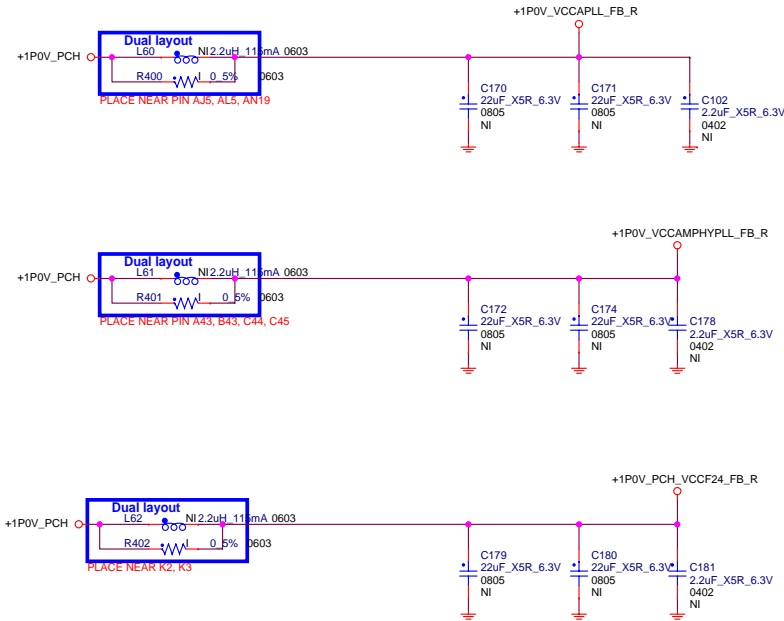 +1P0V_VCCAPLL_FB_R
Dual layout
+1P0V_PCH
L60
NI
2.2uH_115mA
0603
R400
I
0_5%
0603
PLACE NEAR PIN AJ5, AL5, AN19
C170
22uF_X5R_6.3V
0805
NI
C171
22uF_X5R_6.3V
0805
NI
C102
2.2uF_X5R_6.3V
0402
NI
+1P0V_VCCAMPHYPLL_FB_R
Dual layout
+1P0V_PCH
L61
NI
2.2uH_115mA
0603
R401
I
0_5%
0603
PLACE NEAR PIN A43, B43, C44, C45
C172
22uF_X5R_6.3V
0805
NI
C174
22uF_X5R_6.3V
0805
NI
C178
2.2uF_X5R_6.3V
0402
NI
+1P0V_PCH_VCCF24_FB_R
Dual layout
+1P0V_PCH
L62
NI
2.2uH_115mA
0603
R402
I
0_5%
0603
PLACE NEAR K2, K3
C179
22uF_X5R_6.3V
0805
NI
C180
22uF_X5R_6.3V
0805
NI
C181
2.2uF_X5R_6.3V
0402
NI